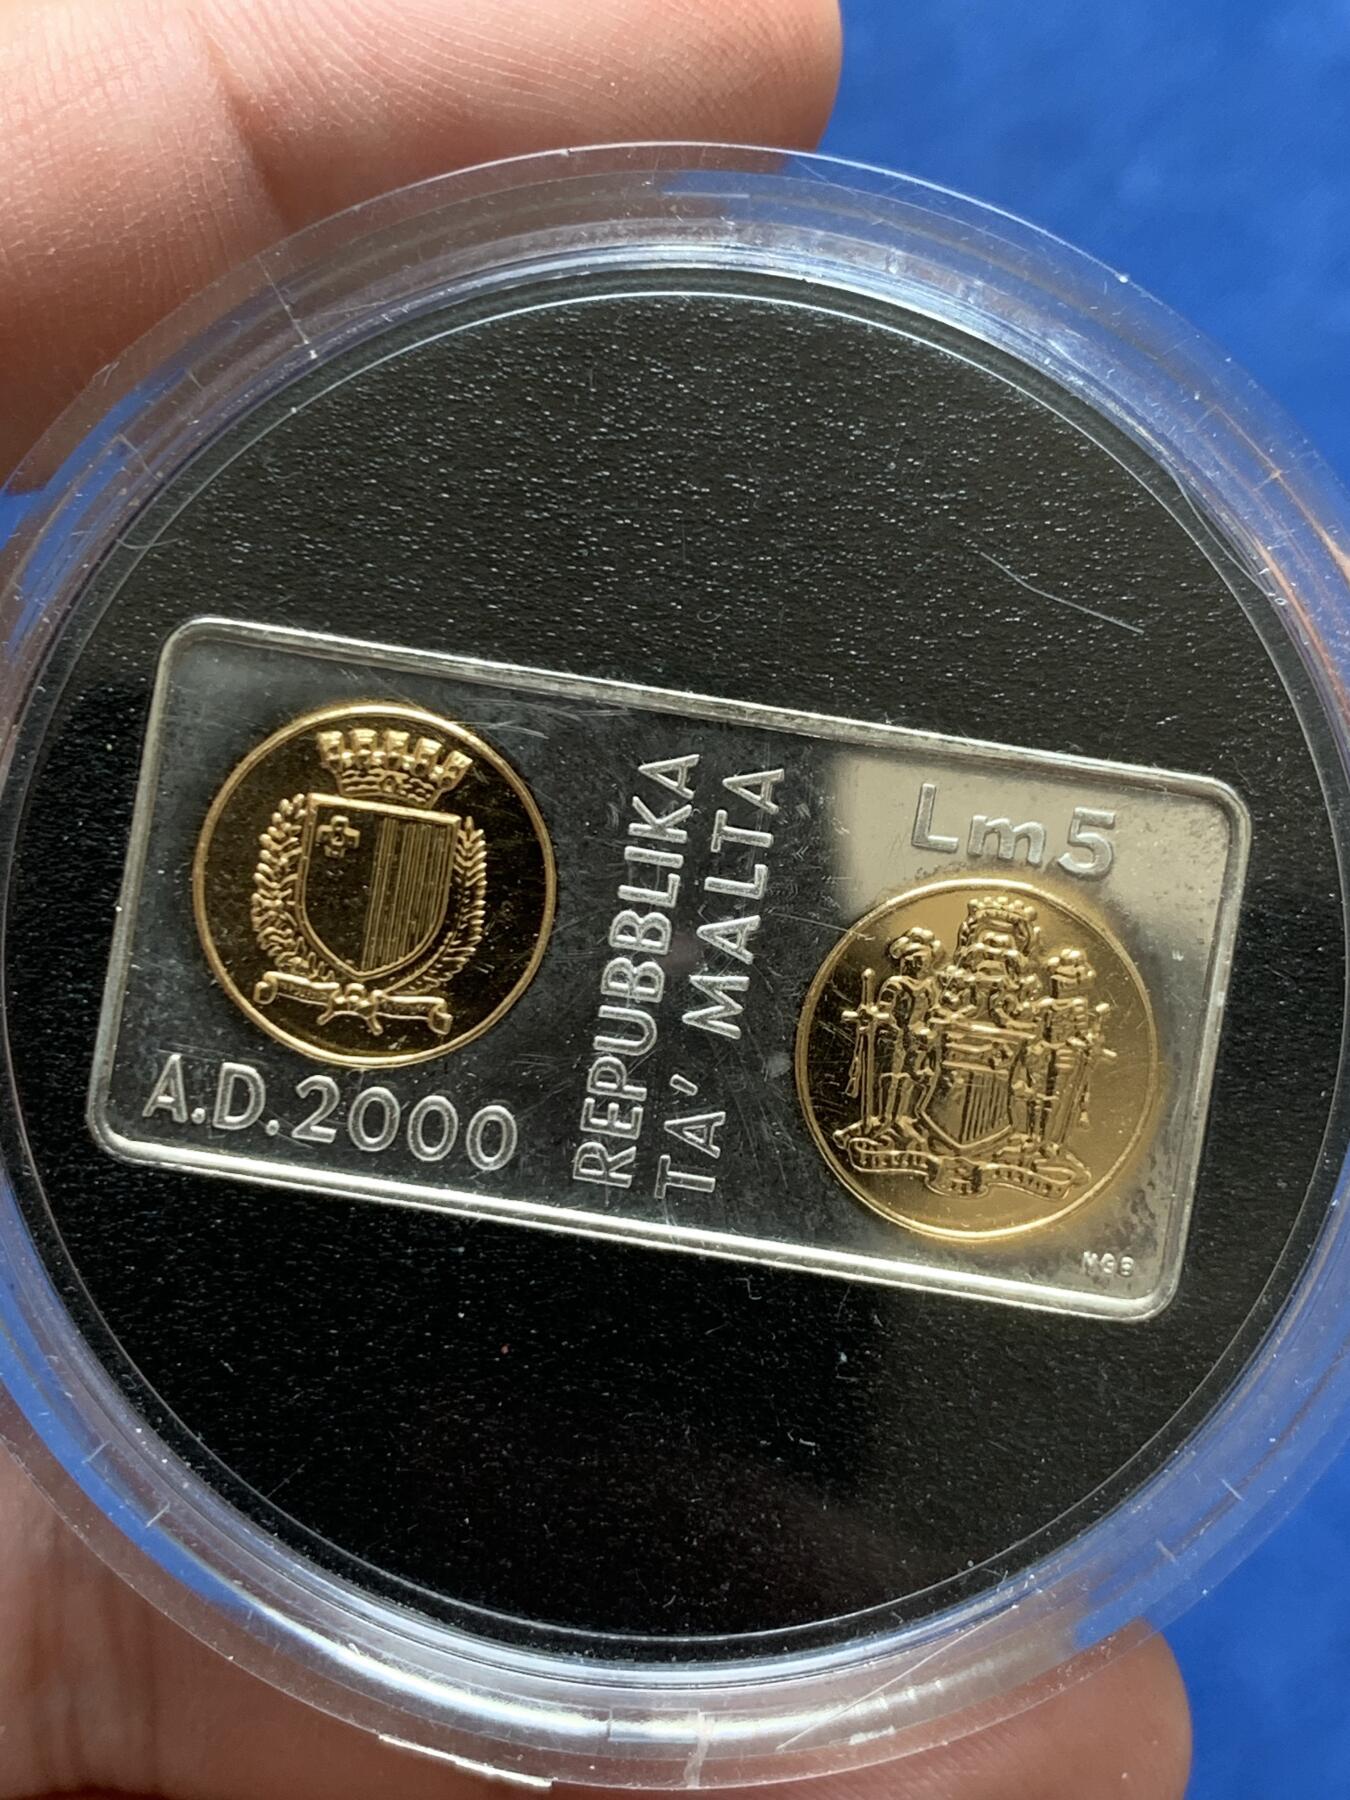 A.D.2000
REPUBBLIKA
TA' MALTA
Lm5